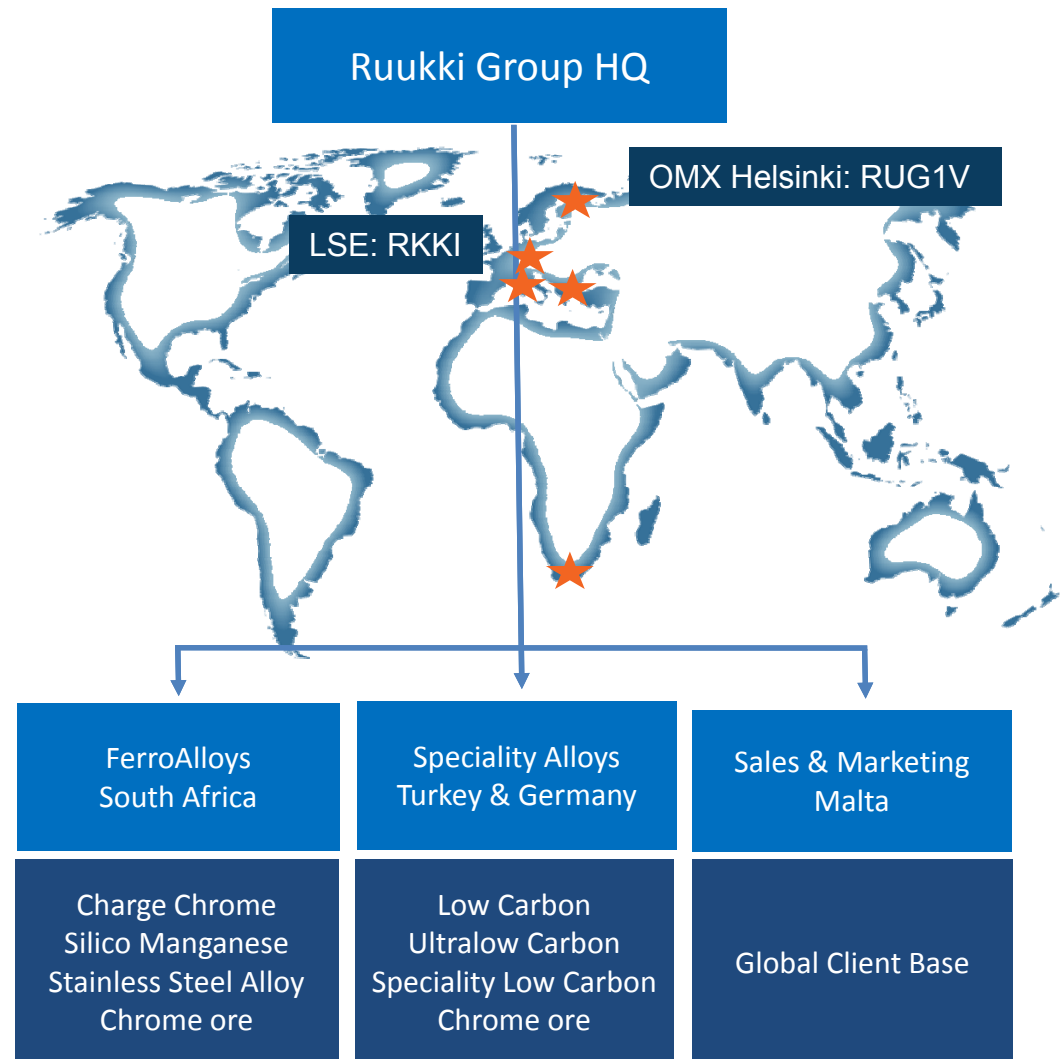 Ruukki Group HQ
OMX Helsinki: RUG1V
LSE: RKKI
FerroAlloys
South Africa
Charge Chrome
Silico Manganese
Stainless Steel Alloy
Chrome ore
Speciality Alloys
Turkey & Germany
Low Carbon
Ultralow Carbon
Speciality Low Carbon
Chrome ore
Sales & Marketing
Malta
Global Client Base